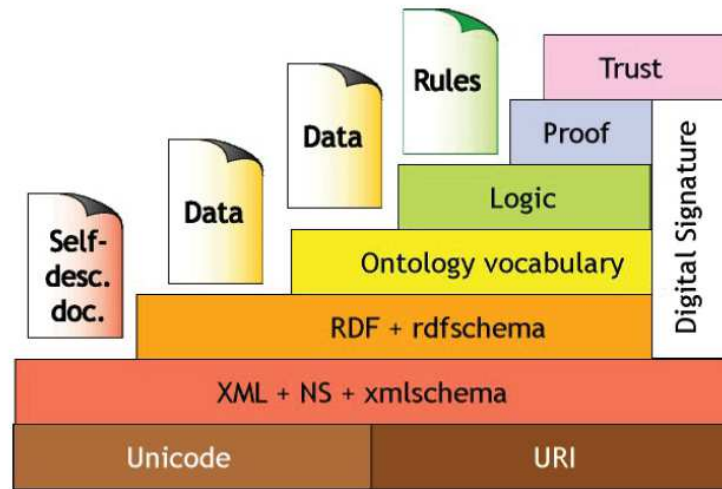 Trust
Rules
Proof
Data
Logic
Data
Digital Signature
Self-
desc.
doc.
Ontology vocabulary
RDF + rdfschema
XML + NS + xmlschema
Unicode
URI